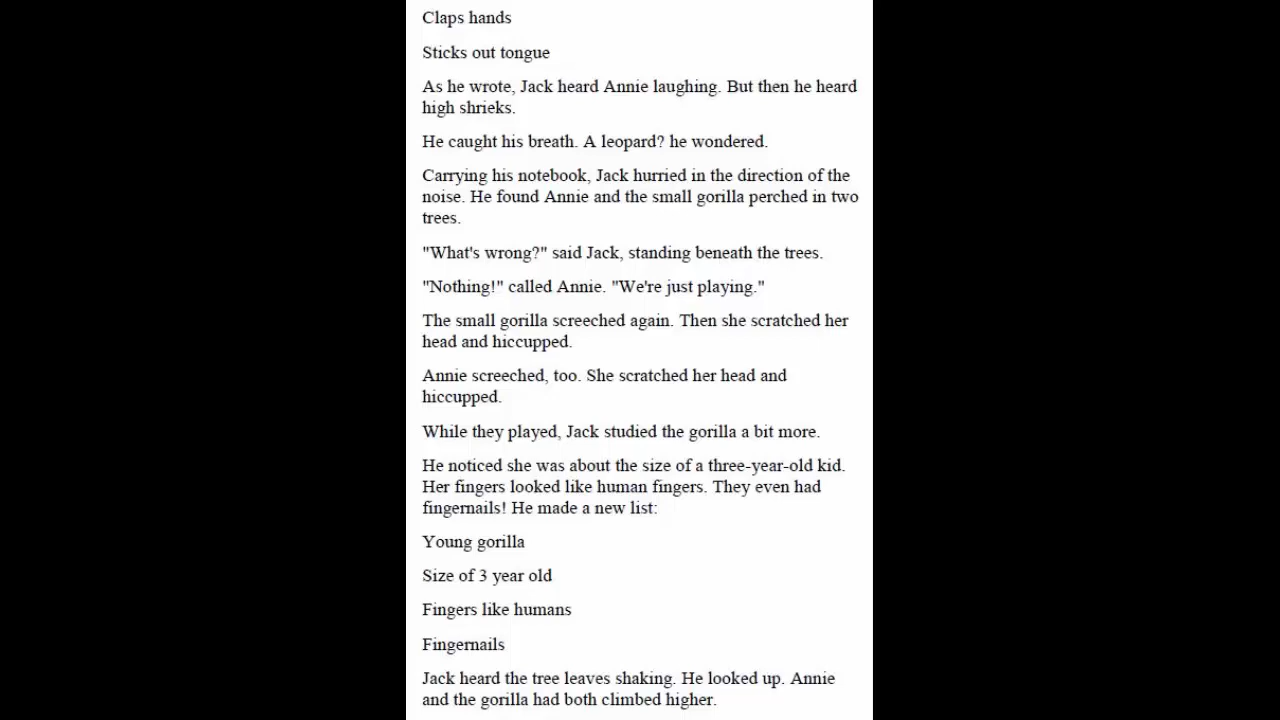 Claps hands
Sticks out tongue
As he wrote, Jack heard Annie laughing. But then he heard
high shrieks.
He caught his breath. A leopard? he wondered.
Carrying his notebook, Jack hurried in the direction of the
noise. He found Annie and the small gorilla perched in two
trees.
"What's wrong?" said Jack, standing beneath the trees.
"Nothing!" called Annie. "We're just playing."
The small gorilla screeched again. Then she scratched her
head and hiccupped.
Annie screeched, too. She scratched her head and
hiccupped.
While they played, Jack studied the gorilla a bit more.
He noticed she was about the size of a three-year-old kid.
Her fingers looked like human fingers. They even had
fingernails! He made a new list:
Young gorilla
Size of 3 year old
Fingers like humans
Fingernails
Jack heard the tree leaves shaking. He looked up. Annie
and the gorilla had both climbed higher.